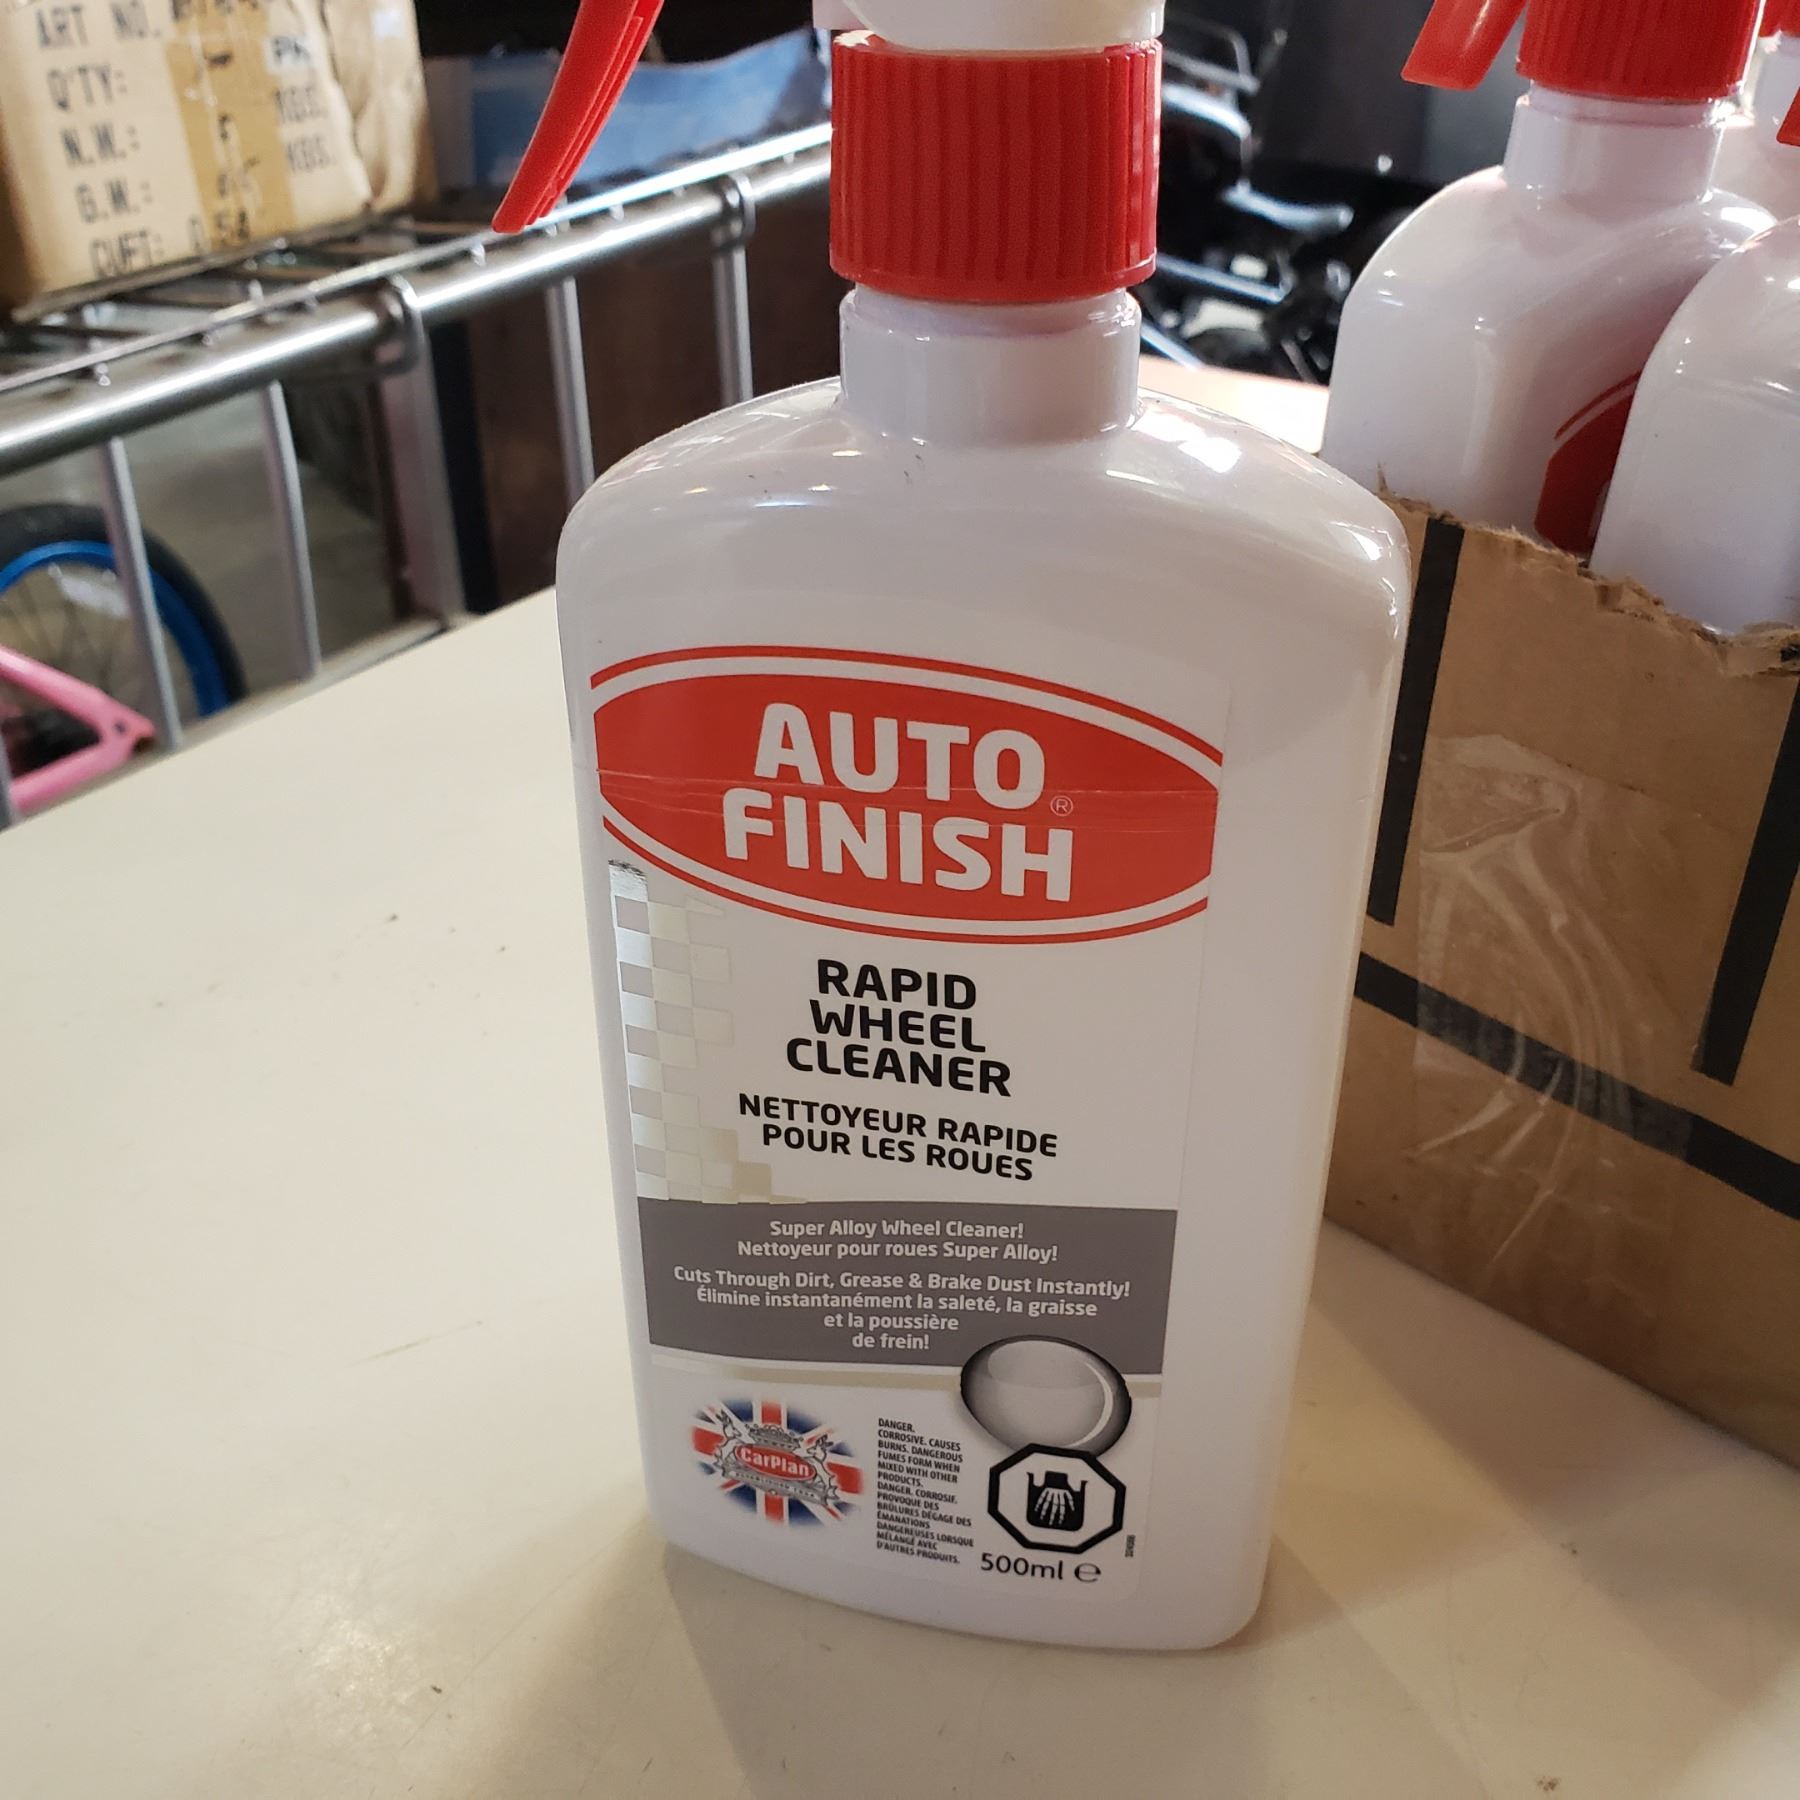 ART NO.
Q'TY:
N.W.:
G.W.:
CUFT: 0.54
KGS.
AUTO
FINISH®
RAPID
WHEEL
CLEANER
NETTOYEUR RAPIDE
POUR LES ROUES
Super Alloy Wheel Cleaner!
Nettoyeur pour roues Super Alloy!
Cuts Through Dirt, Grease & Brake Dust Instantly!
Élimine instantanément la saleté, la graisse
et la poussière
de frein!
CarPlan
DANGER.
CORROSIVE. CAUSES
BURNS. DANGEROUS
FUMES FORM WHEN
MIXED WITH OTHER
PRODUCTS.
DANGER. CORROSIF.
PROVOQUE DES
BRÛLURES DÉGAGE DES
ÉMANATIONS
DANGEREUSES LORSQUE
MÉLANGÉ AVEC
D'AUTRES PRODUITS.
500ml ℮